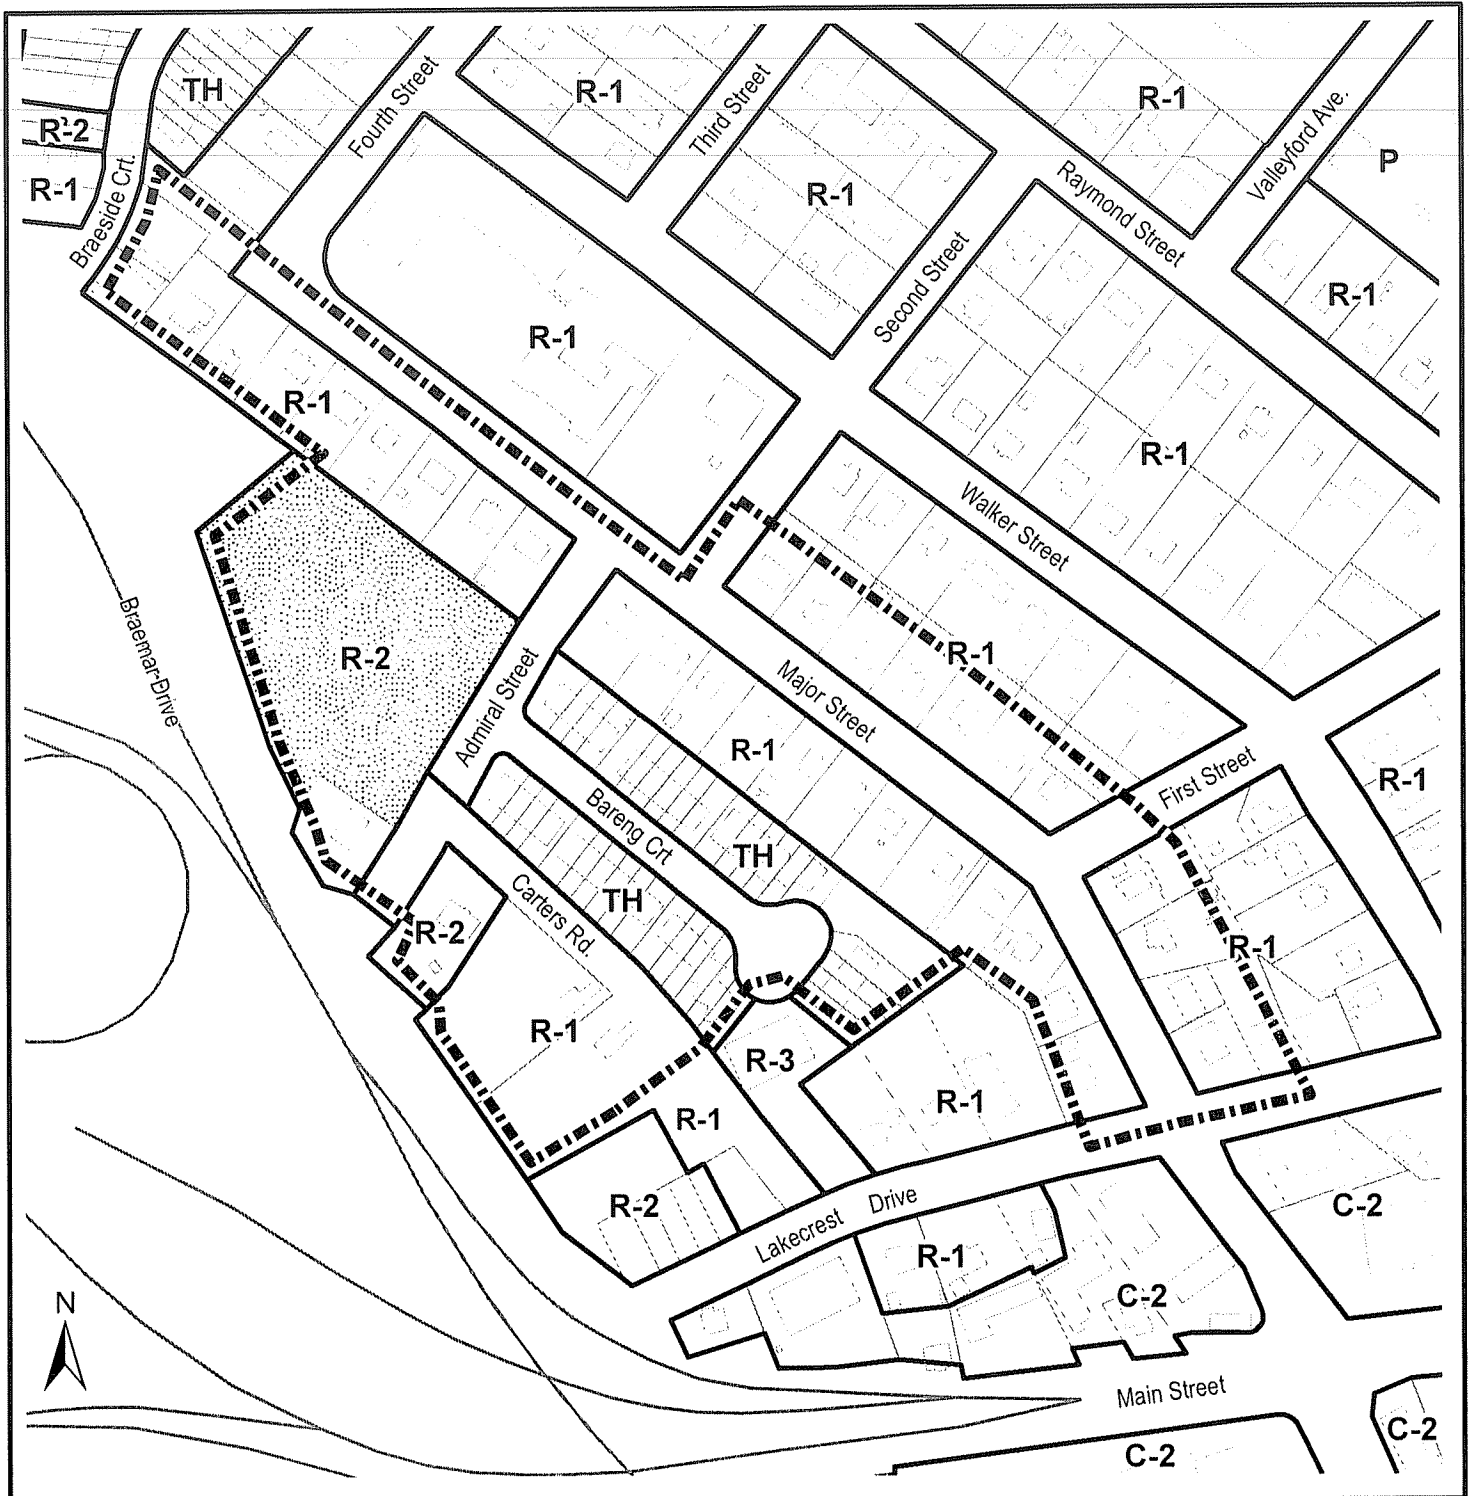 TH
R-1
R-1
R-2
R-1
P
Fourth Street
Third Street
Valleyford Ave.
Raymond Street
R-1
Braeside Crt.
Second Street
R-1
R-1
R-1
R-1
Walker Street
Braemar Drive
R-2
R-1
Admiral Street
Major Street
R-1
First Street
R-1
Bareng Crt
TH
TH
Carters Rd.
R-2
R-1
R-1
R-3
R-1
R-1
R-2
Lakecrest Drive
R-1
C-2
C-2
N
Main Street
C-2
C-2